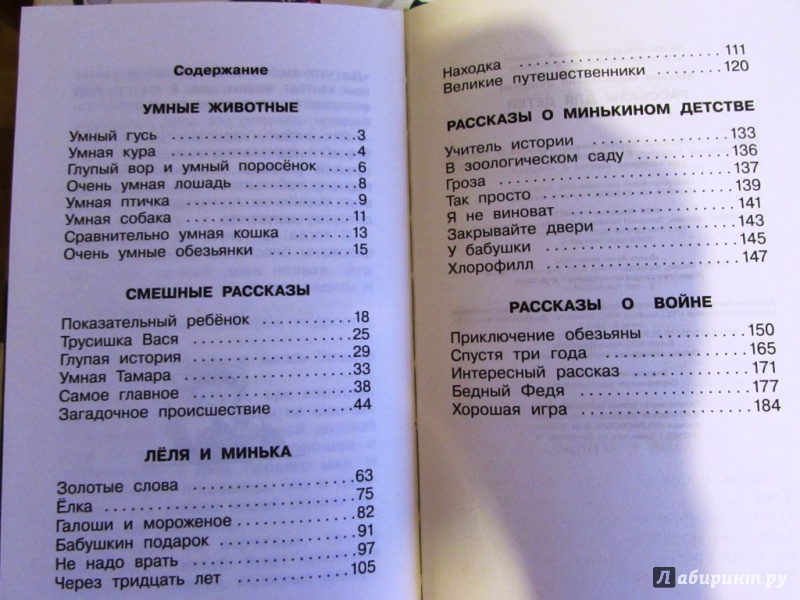 Содержание
УМНЫЕ ЖИВОТНЫЕ
Умный гусь . . . . . . . . . . . . . . . . . . 3
Умная кура . . . . . . . . . . . . . . . . . . 4
Глупый вор и умный поросёнок . . . . 6
Очень умная лошадь . . . . . . . . . . . 8
Умная птичка . . . . . . . . . . . . . . . . 9
Умная собака . . . . . . . . . . . . . . . . 11
Сравнительно умная кошка . . . . . . . 13
Очень умные обезьянки . . . . . . . . . 15
СМЕШНЫЕ РАССКАЗЫ
Показательный ребёнок . . . . . . . . . 18
Трусишка Вася . . . . . . . . . . . . . . . 25
Глупая история . . . . . . . . . . . . . . . 29
Умная Тамара . . . . . . . . . . . . . . . . 33
Самое главное . . . . . . . . . . . . . . . 38
Загадочное происшествие . . . . . . . . 44
ЛЁЛЯ И МИНЬКА
Золотые слова . . . . . . . . . . . . . . . 63
Ёлка . . . . . . . . . . . . . . . . . . . . . . 75
Галоши и мороженое . . . . . . . . . . . 82
Бабушкин подарок . . . . . . . . . . . . . 91
Не надо врать . . . . . . . . . . . . . . . . 97
Через тридцать лет . . . . . . . . . . . . 105
Находка . . . . . . . . . . . . . . . . . . . . 111
Великие путешественники . . . . . . . . 120
РАССКАЗЫ О МИНЬКИНОМ ДЕТСТВЕ
Учитель истории . . . . . . . . . . . . . . 133
В зоологическом саду . . . . . . . . . . . 136
Гроза . . . . . . . . . . . . . . . . . . . . . 137
Так просто . . . . . . . . . . . . . . . . . . 139
Я не виноват . . . . . . . . . . . . . . . . 141
Закрывайте двери . . . . . . . . . . . . . 143
У бабушки . . . . . . . . . . . . . . . . . . 145
Хлорофилл . . . . . . . . . . . . . . . . . . 147
РАССКАЗЫ О ВОЙНЕ
Приключение обезьяны . . . . . . . . . . 150
Спустя три года . . . . . . . . . . . . . . . 165
Интересный рассказ . . . . . . . . . . . . 171
Бедный Федя . . . . . . . . . . . . . . . . 177
Хорошая игра . . . . . . . . . . . . . . . . 184
Лабиринт.ру